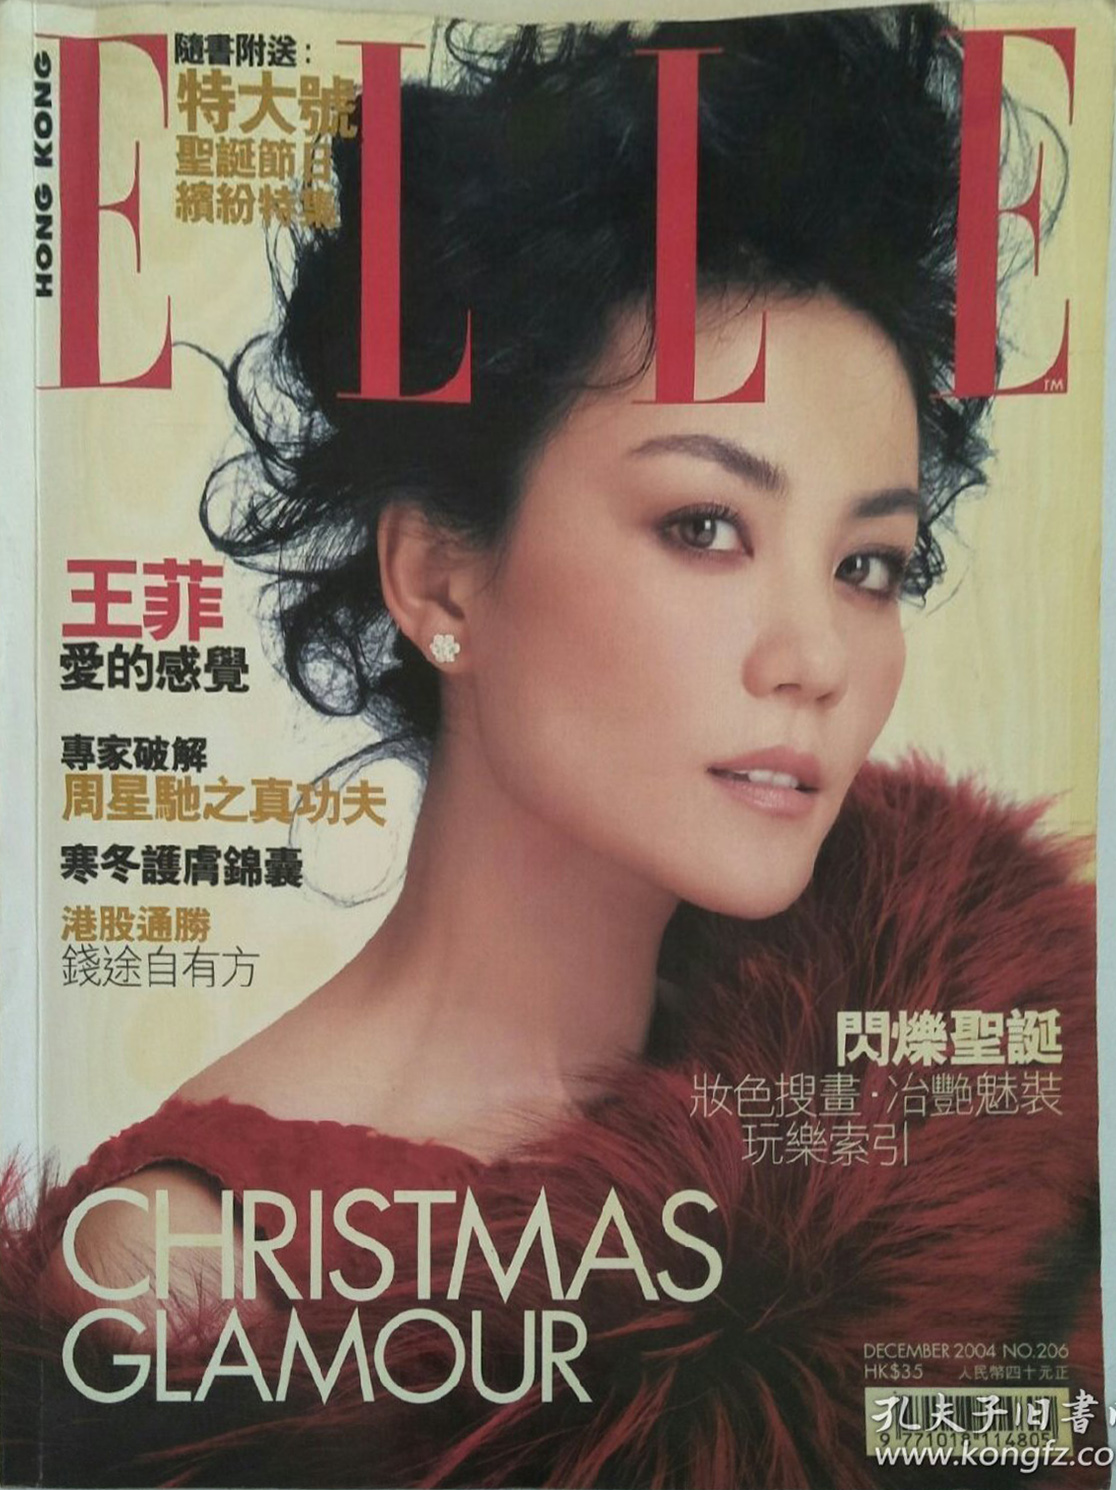 HONG KONG
ELLE
TM
隨書附送：
特大號
聖誕節日
繽紛特集
王菲
愛的感覺
專家破解
周星馳之真功夫
寒冬護膚錦囊
港股通勝
錢途自有方
閃爍聖誕
妝色搜畫·冶艷魅裝
玩樂索引
CHRISTMAS
GLAMOUR
DECEMBER 2004 NO.206
HK$35 人民幣四十元正
9 771018 114805
孔夫子旧書
www.kongfz.co